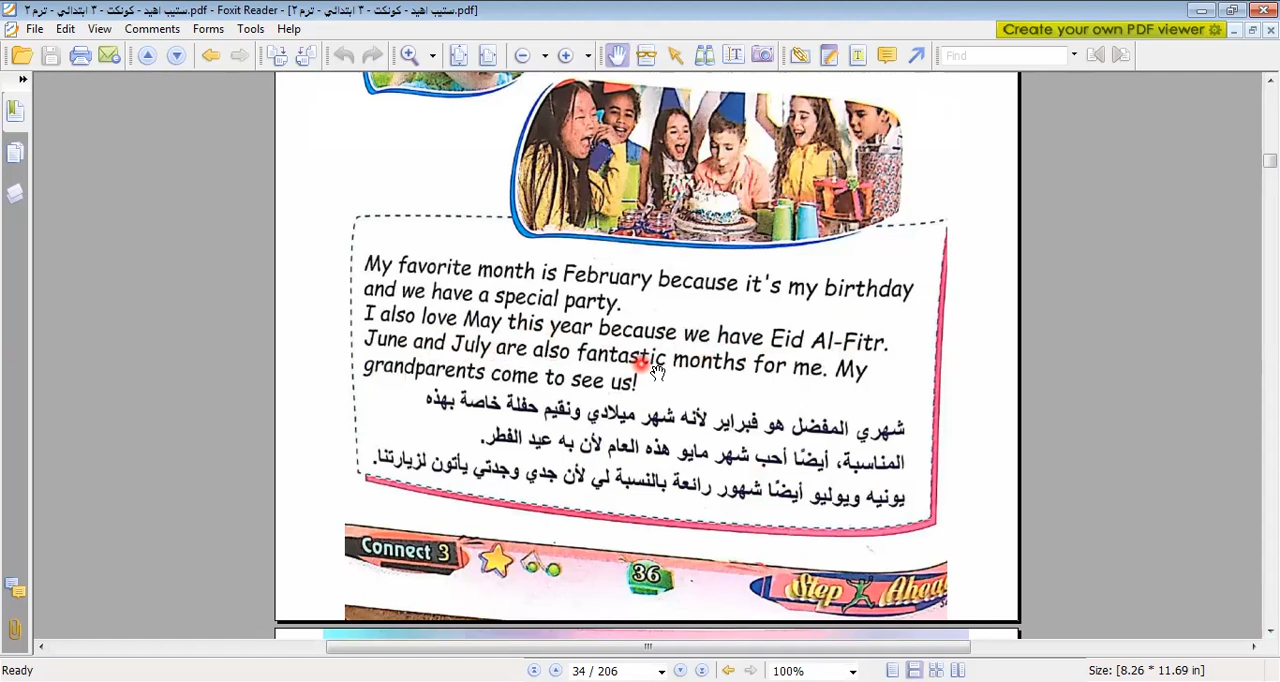 ستيب اهيد - كونكت - ٣ ابتدائي - ترم ٢.pdf - Foxit Reader - [ستيب اهيد - كونكت - ٣ ابتدائي - ترم ٢.pdf]
File Edit View Comments Forms Tools Help
Create your own PDF viewer
Find
My favorite month is February because it's my birthday
and we have a special party.
I also love May this year because we have Eid Al-Fitr.
June and July are also fantastic months for me. My
grandparents come to see us!
شهري المفضل هو فبراير لأنه شهر ميلادي ونقيم حفلة خاصة بهذه
المناسبة، أيضًا أحب شهر مايو هذه العام لأن به عيد الفطر.
يونيه ويوليو أيضًا شهور رائعة بالنسبة لي لأن جدي وجدتي يأتون لزيارتنا.
Connect 3
36
Step Ahead
Ready
34 / 206
100%
Size: [8.26 * 11.69 in]